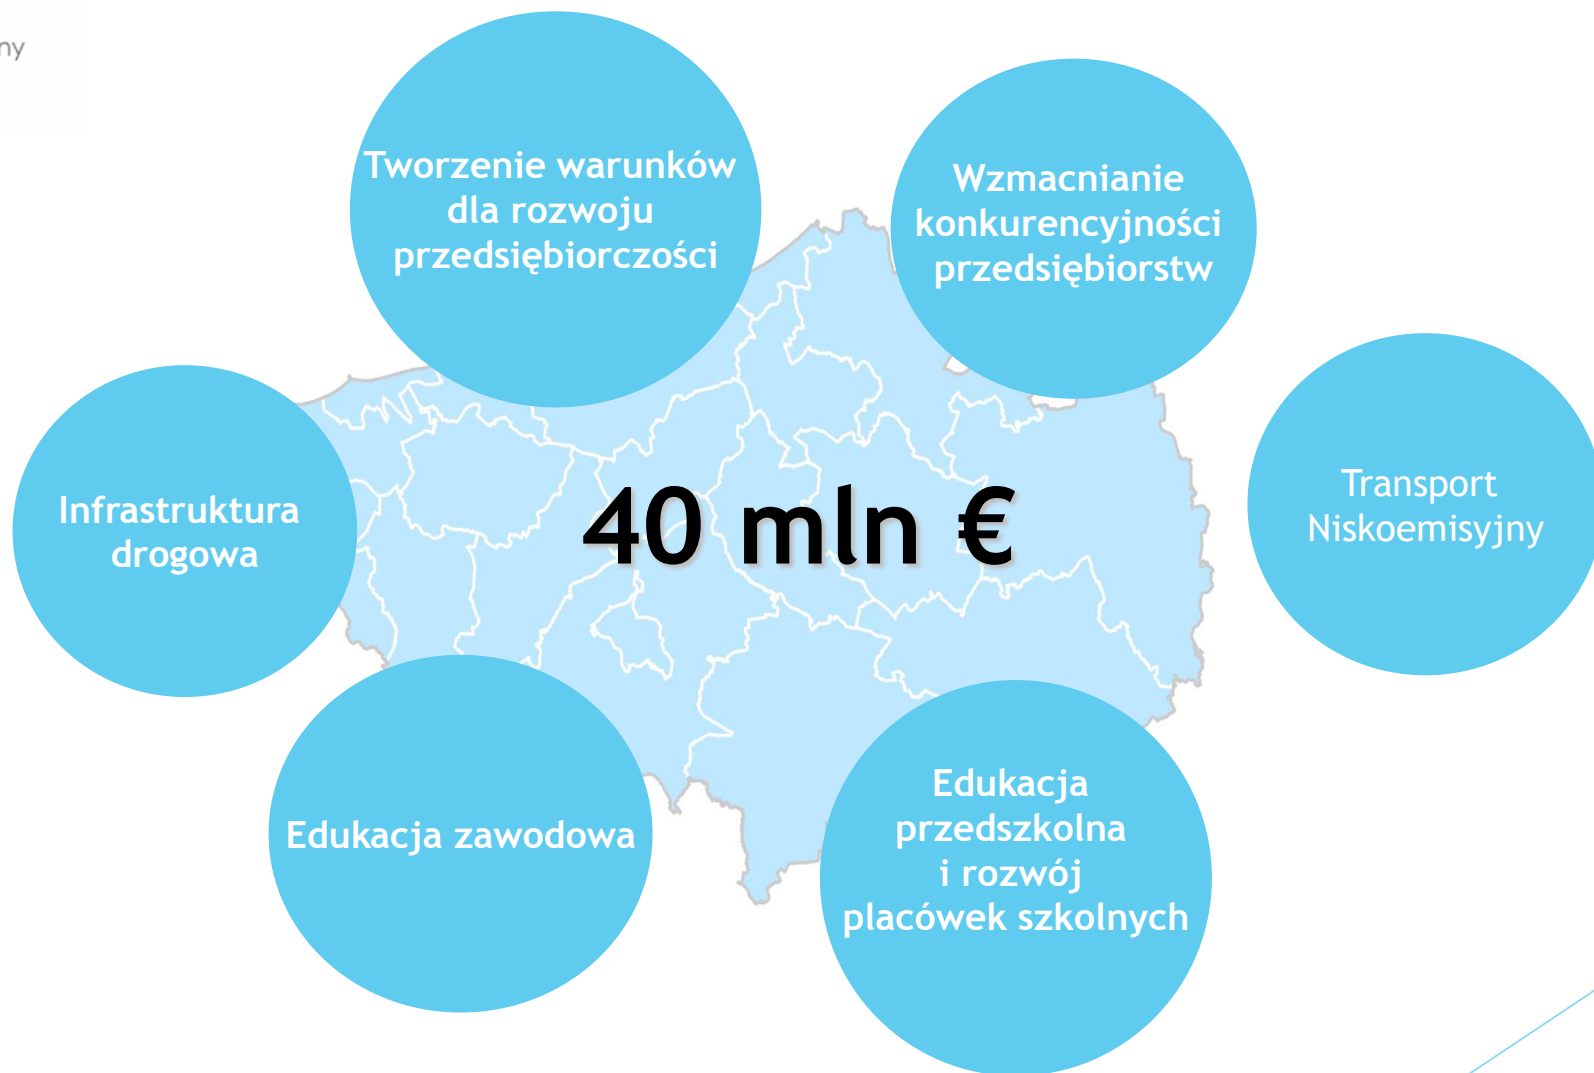 Tworzenie warunków
dla rozwoju
przedsiębiorczości
Wzmacnianie
konkurencyjności
przedsiębiorstw
Infrastruktura
drogowa
40 mln €
Transport
Niskoemisyjny
Edukacja zawodowa
Edukacja
przedszkolna
i rozwój
placówek szkolnych